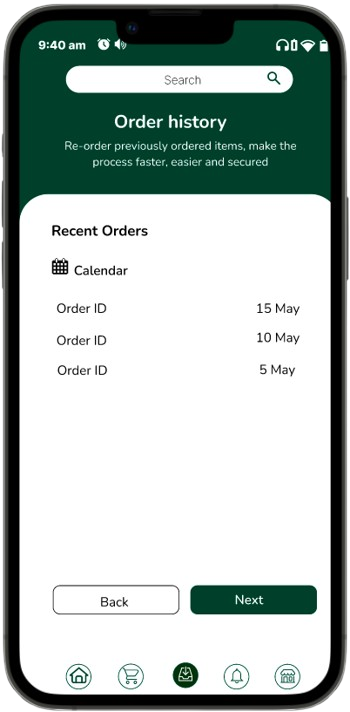 9:40 am
Search
Order history
Re-order previously ordered items, make the
process faster, easier and secured
Recent Orders
Calendar
Order ID 15 May
Order ID 10 May
Order ID 5 May
Back Next